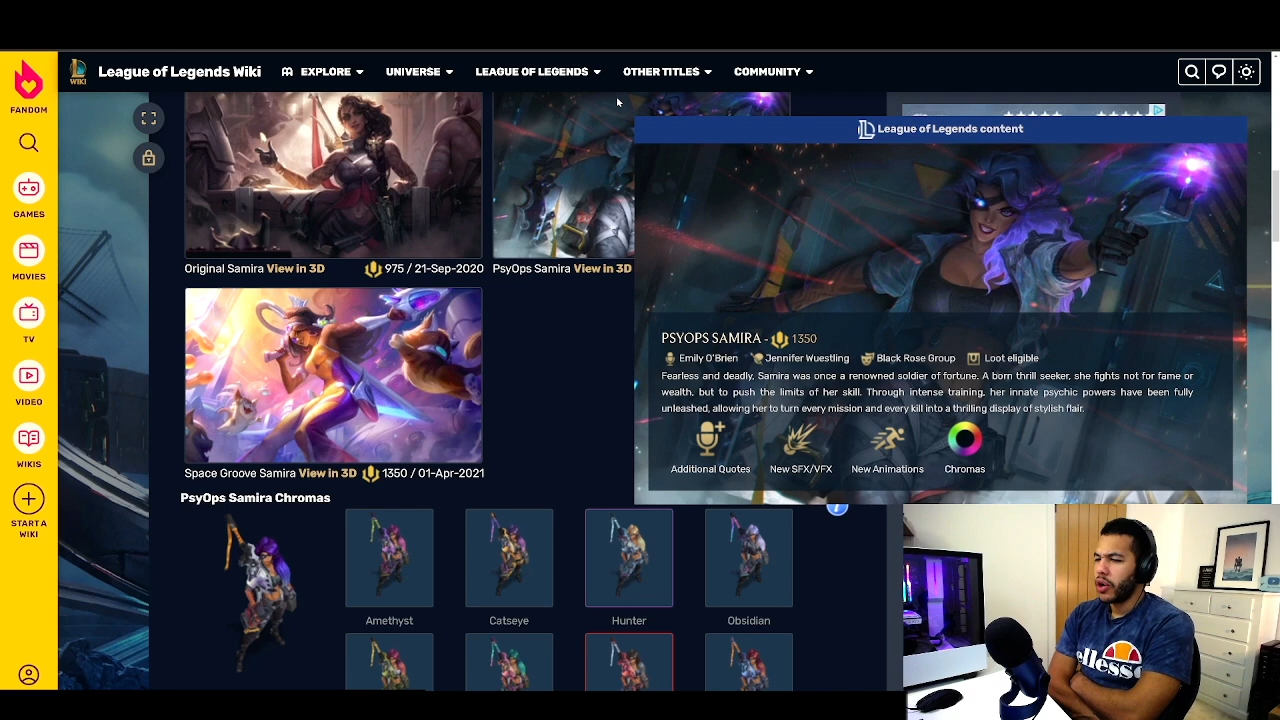 FANDOM
GAMES
MOVIES
TV
VIDEO
WIKIS
START A
WIKI
WIKI
League of Legends Wiki
EXPLORE
UNIVERSE
LEAGUE OF LEGENDS
OTHER TITLES
COMMUNITY
Original Samira View in 3D 975 / 21-Sep-2020
PsyOps Samira View in 3D
Space Groove Samira View in 3D 1350 / 01-Apr-2021
League of Legends content
PSYOPS SAMIRA - 1350
Emily O'Brien Jennifer Wuestling Black Rose Group Loot eligible
Fearless and deadly, Samira was once a renowned soldier of fortune. A born thrill seeker, she fights not for fame or
wealth, but to push the limits of her skill. Through intense training, her innate psychic powers have been fully
unleashed, allowing her to turn every mission and every kill into a thrilling display of stylish flair.
Additional Quotes New SFX/VFX New Animations Chromas
PsyOps Samira Chromas
Amethyst Catseye Hunter Obsidian
ellesse